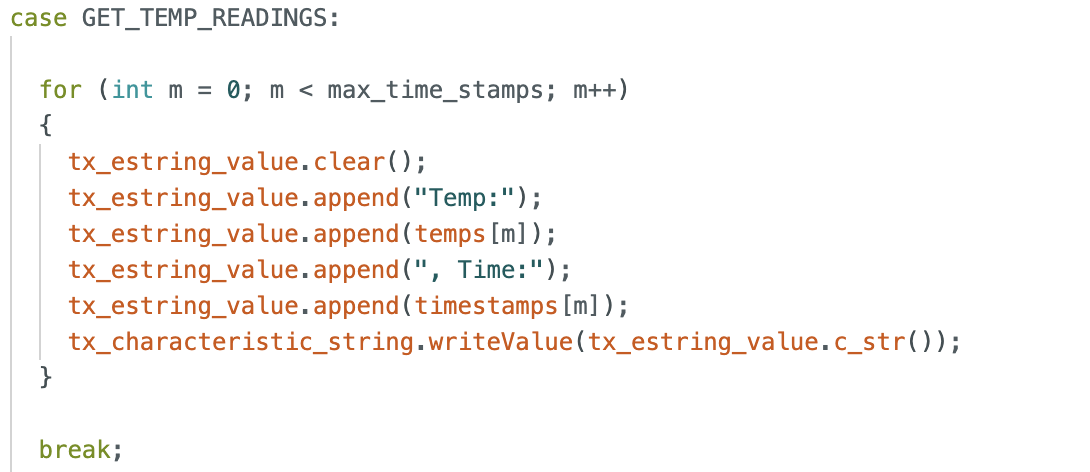 case GET_TEMP_READINGS:
for (int m = 0; m < max_time_stamps; m++)
{
tx_estring_value.clear();
tx_estring_value.append("Temp:");
tx_estring_value.append(temps[m]);
tx_estring_value.append(", Time:");
tx_estring_value.append(timestamps[m]);
tx_characteristic_string.writeValue(tx_estring_value.c_str());
}
break;